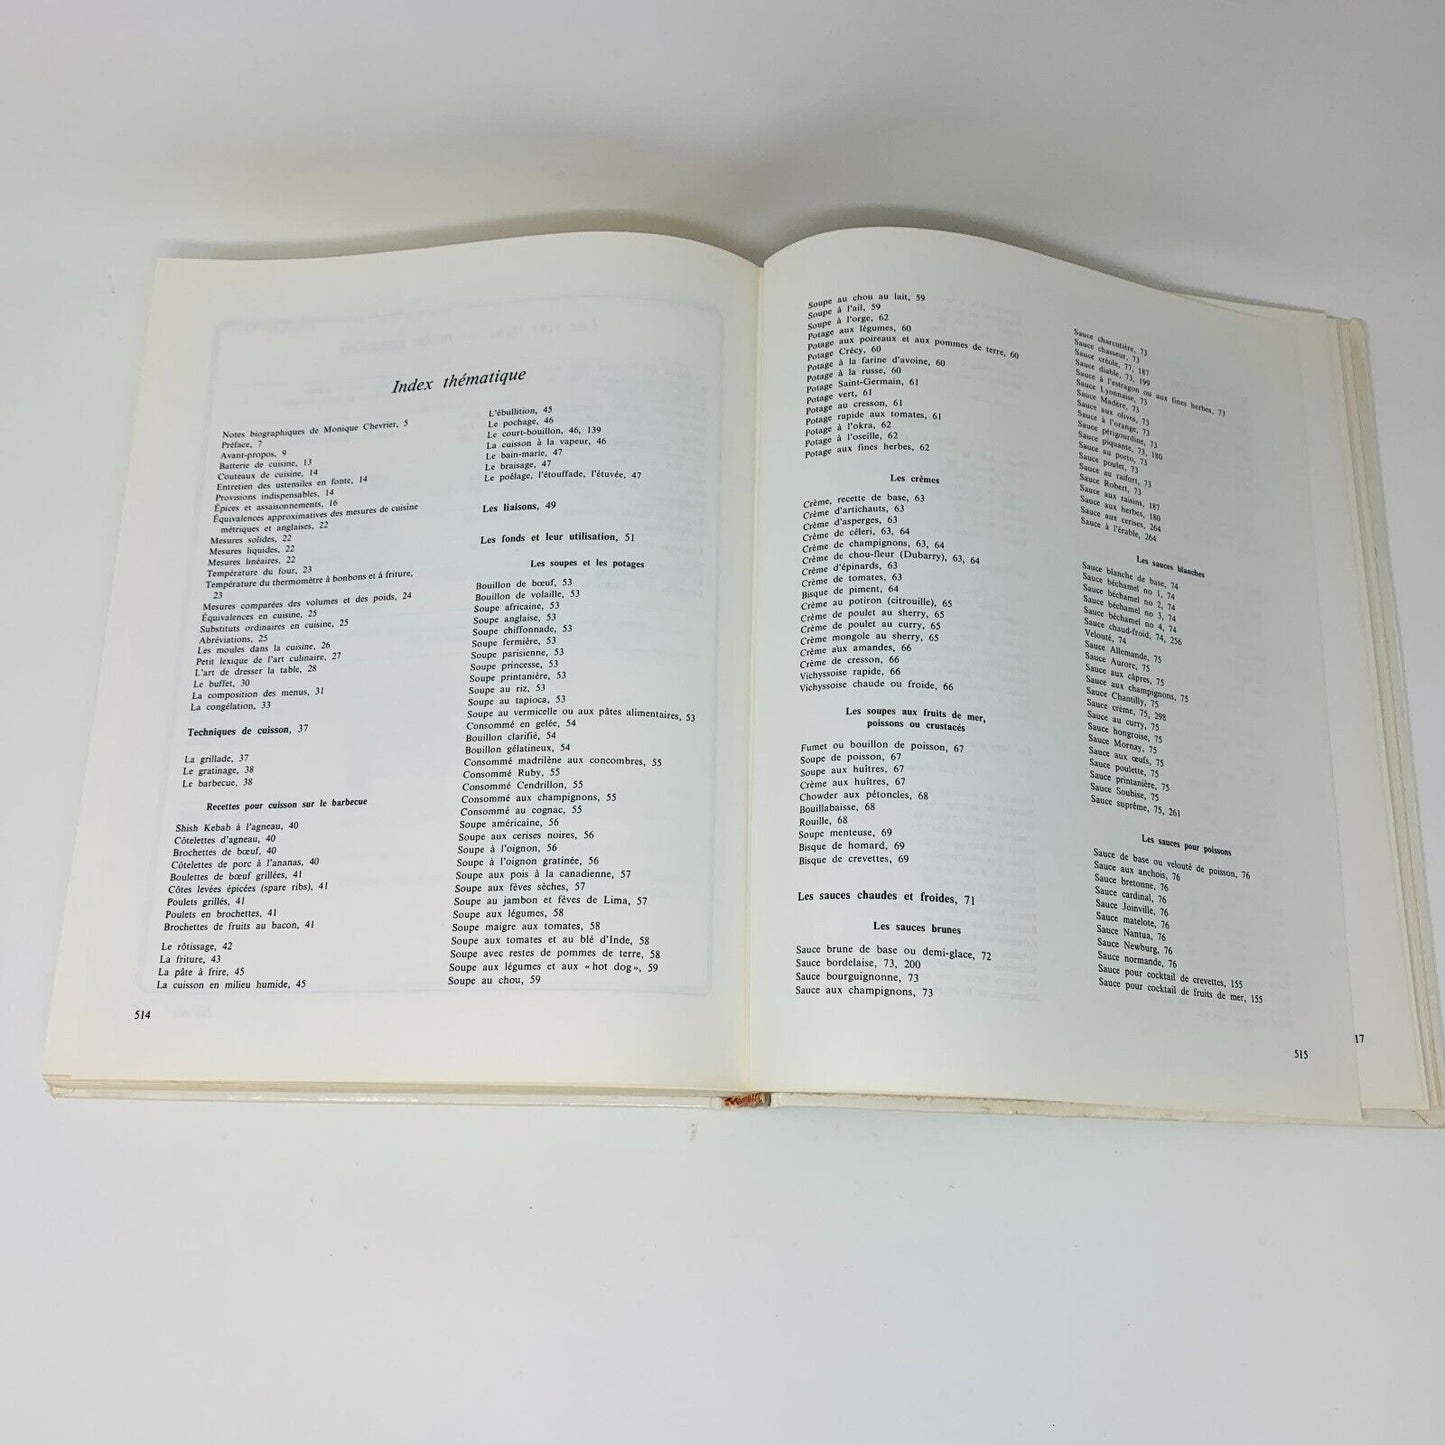 Index thématique
Notes biographiques de Monique Chevrier, 5
Préface, 7
Avant-propos, 9
Batterie de cuisine, 13
Couteaux de cuisine, 14
Entretien des ustensiles en fonte, 14
Provisions indispensables, 14
Épices et assaisonnements, 16
Équivalences approximatives des mesures de cuisine
métriques et anglaises, 22
Mesures solides, 22
Mesures liquides, 22
Mesures linéaires, 22
Température du four, 23
Température du thermomètre à bonbons et à friture,
23
Mesures comparées des volumes et des poids, 24
Équivalences en cuisine, 25
Substituts ordinaires en cuisine, 25
Abréviations, 25
Les moules dans la cuisine, 26
Petit lexique de l'art culinaire, 27
L'art de dresser la table, 28
Le buffet, 30
La composition des menus, 31
La congélation, 33
Techniques de cuisson, 37
La grillade, 37
Le gratinage, 38
Le barbecue, 38
Recettes pour cuisson sur le barbecue
Shish Kebab à l'agneau, 40
Côtelettes d'agneau, 40
Brochettes de bœuf, 40
Côtelettes de porc à l'ananas, 40
Boulettes de bœuf grillées, 41
Côtes levées épicées (spare ribs), 41
Poulets grillés, 41
Poulets en brochettes, 41
Brochettes de fruits au bacon, 41
Le rôtissage, 42
La friture, 43
La pâte à frire, 45
La cuisson en milieu humide, 45
514
L'ébullition, 45
Le pochage, 46
Le court-bouillon, 46, 139
La cuisson à la vapeur, 46
Le bain-marie, 47
Le braisage, 47
Le poêlage, l'étouffade, l'étuvée, 47
Les liaisons, 49
Les fonds et leur utilisation, 51
Les soupes et les potages
Bouillon de bœuf, 53
Bouillon de volaille, 53
Soupe africaine, 53
Soupe anglaise, 53
Soupe chiffonnade, 53
Soupe fermière, 53
Soupe parisienne, 53
Soupe princesse, 53
Soupe printanière, 53
Soupe au riz, 53
Soupe au tapioca, 53
Soupe au vermicelle ou aux pâtes alimentaires, 53
Consommé en gelée, 54
Bouillon clarifié, 54
Bouillon gélatineux, 54
Consommé madrilène aux concombres, 55
Consommé Ruby, 55
Consommé Cendrillon, 55
Consommé aux champignons, 55
Consommé au cognac, 55
Soupe américaine, 56
Soupe aux cerises noires, 56
Soupe à l'oignon, 56
Soupe à l'oignon gratinée, 56
Soupe aux pois à la canadienne, 57
Soupe aux fèves sèches, 57
Soupe au jambon et fèves de Lima, 57
Soupe aux légumes, 58
Soupe maigre aux tomates, 58
Soupe aux tomates et au blé d'Inde, 58
Soupe avec restes de pommes de terre, 58
Soupe aux légumes et aux «hot dog», 59
Soupe au chou, 59
Soupe au chou au lait, 59
Soupe à l'ail, 59
Soupe à l'orge, 62
Potage aux légumes, 60
Potage aux poireaux et aux pommes de terre, 60
Potage Crécy, 60
Potage à la farine d'avoine, 60
Potage à la russe, 60
Potage Saint-Germain, 61
Potage vert, 61
Potage au cresson, 61
Potage rapide aux tomates, 61
Potage à l'okra, 62
Potage à l'oseille, 62
Potage aux fines herbes, 62
Les crèmes
Crème, recette de base, 63
Crème d'artichauts, 63
Crème d'asperges, 63
Crème de céleri, 63, 64
Crème de champignons, 63, 64
Crème de chou-fleur (Dubarry), 63, 64
Crème d'épinards, 63
Crème de tomates, 63
Bisque de piment, 64
Crème au potiron (citrouille), 65
Crème de poulet au sherry, 65
Crème de poulet au curry, 65
Crème mongole au sherry, 65
Crème aux amandes, 66
Crème de cresson, 66
Vichyssoise rapide, 66
Vichyssoise chaude ou froide, 66
Les soupes aux fruits de mer,
poissons ou crustacés
Fumet ou bouillon de poisson, 67
Soupe de poisson, 67
Soupe aux huîtres, 67
Crème aux huîtres, 67
Chowder aux pétoncles, 68
Bouillabaisse, 68
Rouille, 68
Soupe menteuse, 69
Bisque de homard, 69
Bisque de crevettes, 69
Les sauces chaudes et froides, 71
Les sauces brunes
Sauce brune de base ou demi-glace, 72
Sauce bordelaise, 73, 200
Sauce bourguignonne, 73
Sauce aux champignons, 73
Sauce charcutière, 73
Sauce chasseur, 73
Sauce créole, 77, 187
Sauce diable, 73, 199
Sauce à l'estragon ou aux fines herbes, 73
Sauce Lyonnaise, 73
Sauce Madère, 73
Sauce aux olives, 73
Sauce à l'orange, 73
Sauce périgourdine, 73
Sauce piquante, 73, 180
Sauce au porto, 73
Sauce poulet, 73
Sauce au raifort, 73
Sauce Robert, 73
Sauce aux raisins, 187
Sauce aux herbes, 180
Sauce aux cerises, 264
Sauce à l'érable, 264
Les sauces blanches
Sauce blanche de base, 74
Sauce béchamel no 1, 74
Sauce béchamel no 2, 74
Sauce béchamel no 3, 74
Sauce béchamel no 4, 74
Sauce chaud-froid, 74, 256
Velouté, 74
Sauce Allemande, 75
Sauce Aurore, 75
Sauce aux câpres, 75
Sauce aux champignons, 75
Sauce Chantilly, 75
Sauce crème, 75, 298
Sauce au curry, 75
Sauce hongroise, 75
Sauce Mornay, 75
Sauce aux œufs, 75
Sauce poulette, 75
Sauce printanière, 75
Sauce Soubise, 75
Sauce suprême, 75, 261
Les sauces pour poissons
Sauce de base ou velouté de poisson, 76
Sauce aux anchois, 76
Sauce bretonne, 76
Sauce cardinal, 76
Sauce Joinville, 76
Sauce matelote, 76
Sauce Nantua, 76
Sauce Newburg, 76
Sauce normande, 76
Sauce pour cocktail de crevettes, 155
Sauce pour cocktail de fruits de mer, 155
515
17